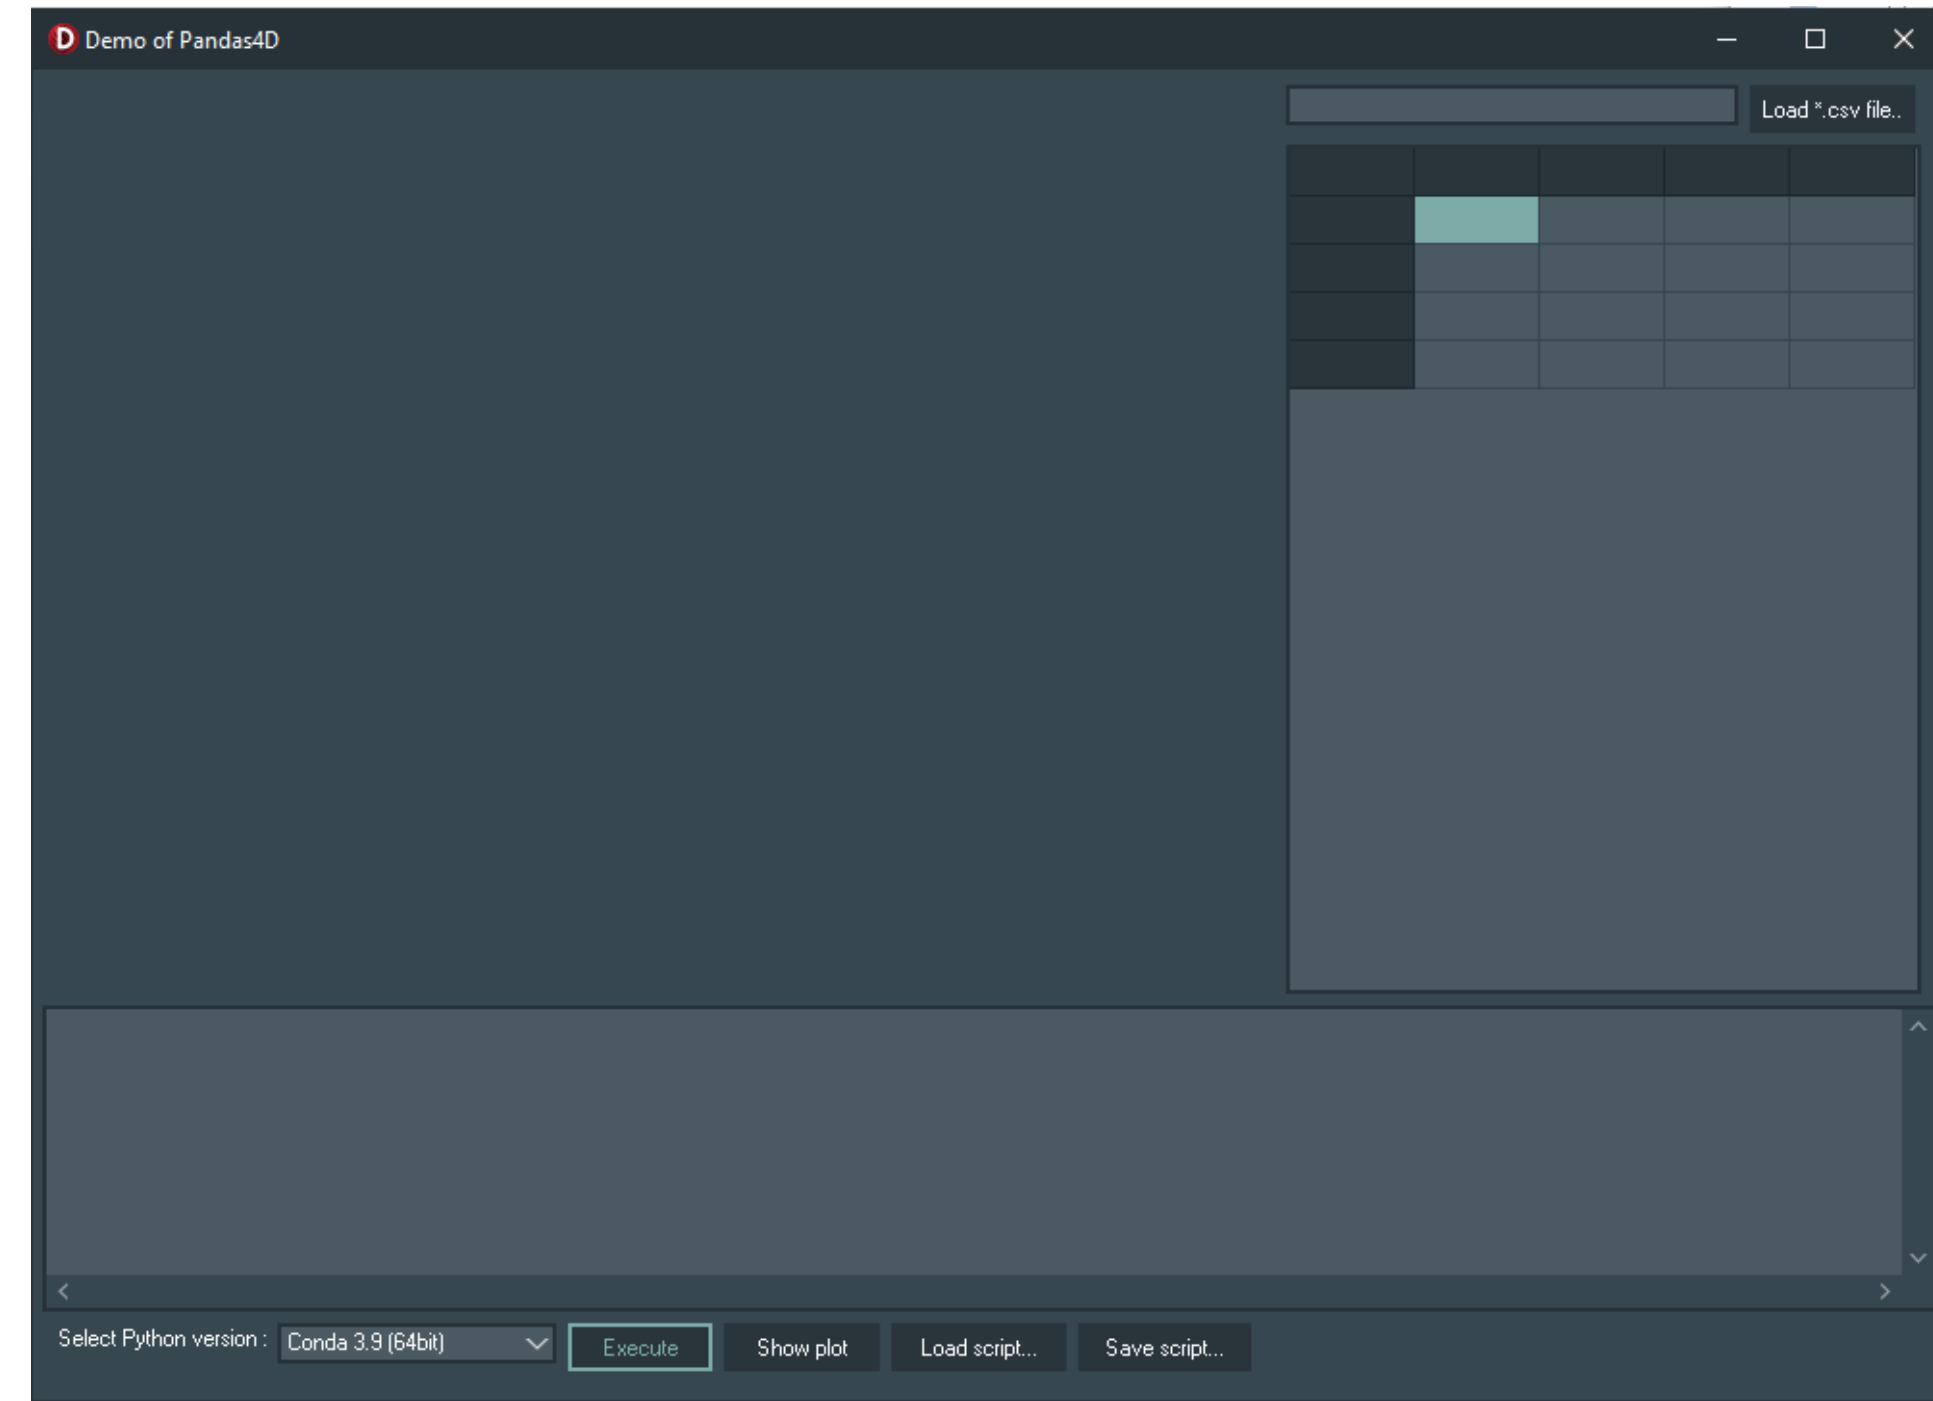 Demo of Pandas4D
Load *.csv file..
Select Python version :
Conda 3.9 (64bit)
Execute
Show plot
Load script...
Save script...